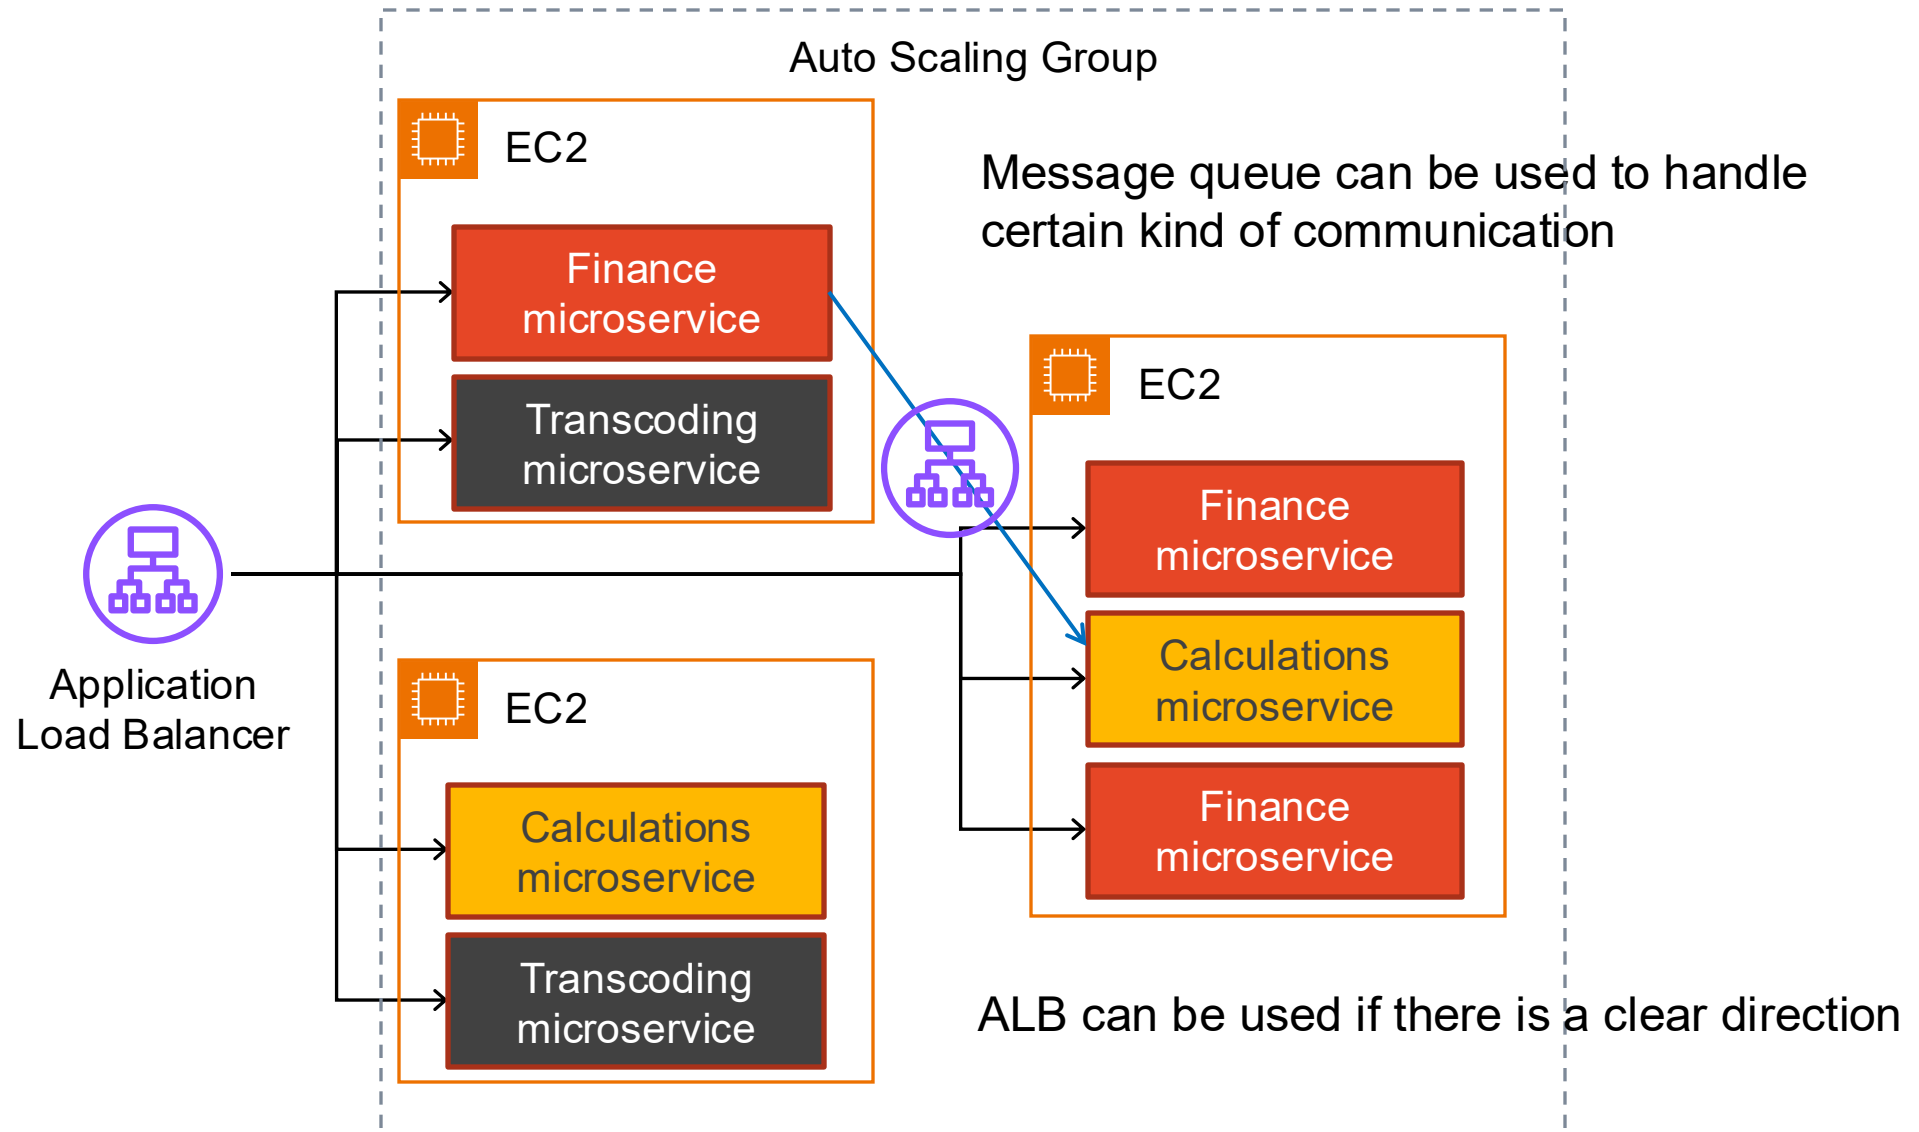 Auto Scaling Group
EC2
Message queue can be used to handle
certain kind of communication
Finance
microservice
Transcoding
microservice
EC2
Finance
microservice
Calculations
microservice
Finance
microservice
Application
Load Balancer
EC2
Calculations
microservice
Transcoding
microservice
ALB can be used if there is a clear direction